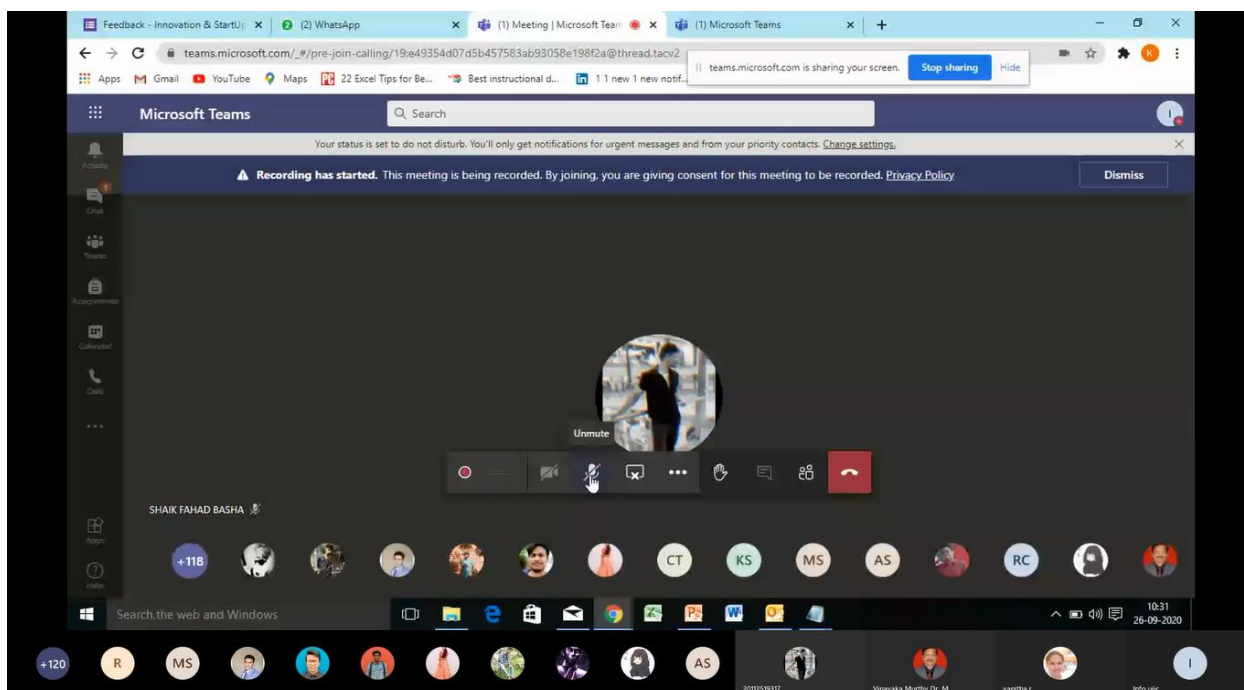 Feedback - Innovation & StartUp
(2) WhatsApp
(1) Meeting | Microsoft Team
(1) Microsoft Teams
teams.microsoft.com/_#/pre-join-calling/19:e49354d07d5b457583ab93058e198f2a@thread.tacv2
teams.microsoft.com is sharing your screen.
Stop sharing
Hide
K
Apps
Gmail
YouTube
Maps
22 Excel Tips for Be...
Best instructional d...
1 1 new 1 new notif...
Microsoft Teams
Search
I
Your status is set to do not disturb. You'll only get notifications for urgent messages and from your priority contacts. Change settings.
Activity
Recording has started. This meeting is being recorded. By joining, you are giving consent for this meeting to be recorded. Privacy Policy
Dismiss
1
Chat
Teams
Assignments
Calendar
Calls
Unmute
SHAIK FAHAD BASHA
Apps
Help
+118
CT
KS
MS
AS
RC
Search the web and Windows
10:31
26-09-2020
+120
R
MS
AS
I
20112519317
Vinayaka Murthy Dr. M
vanitha r
Info.ujic